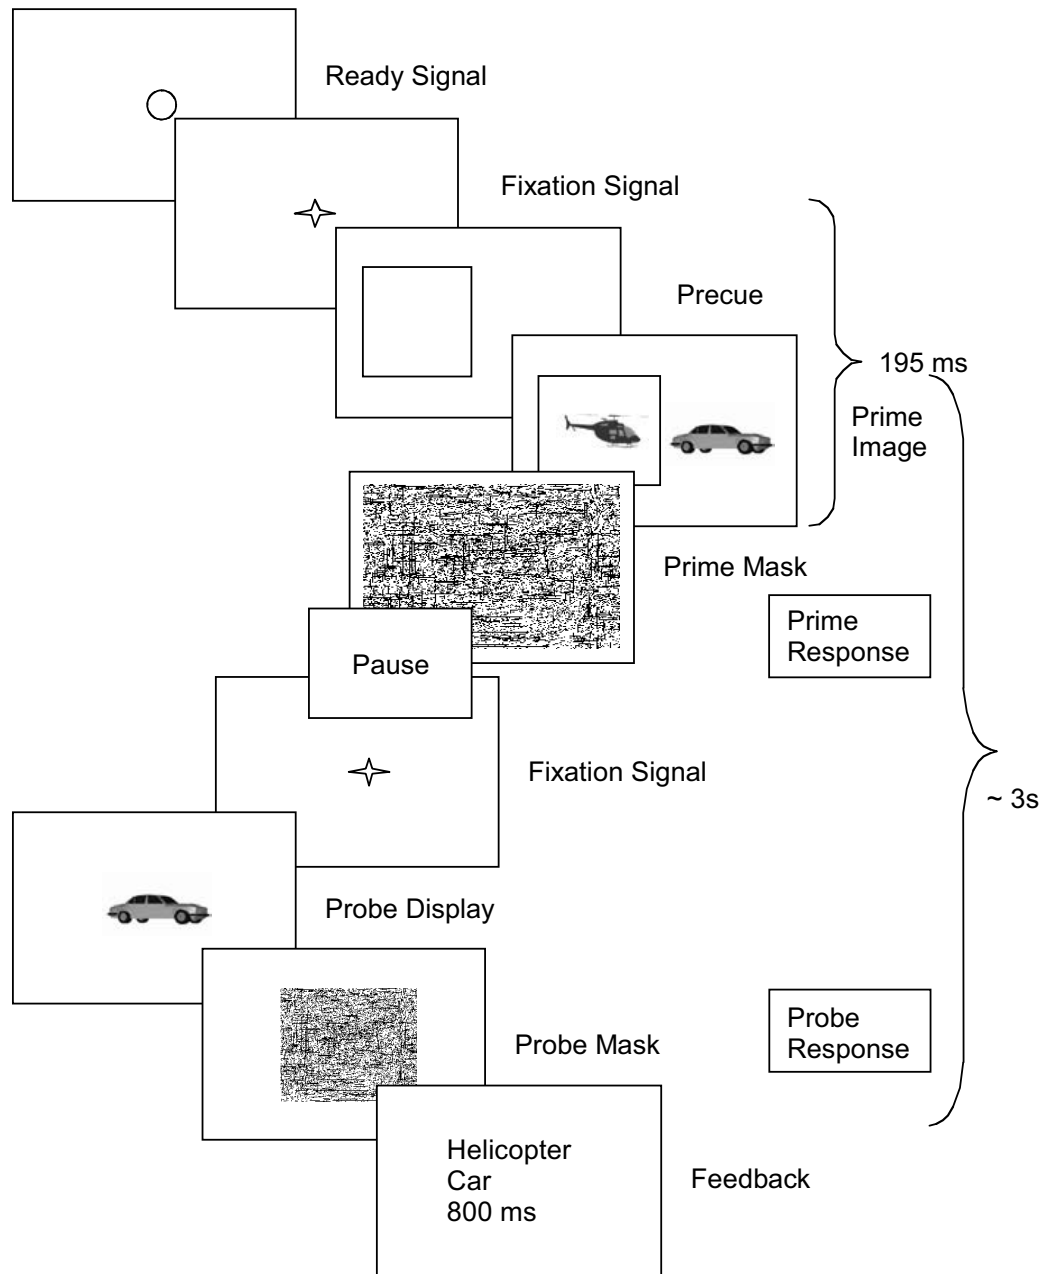 Ready Signal
Fixation Signal
Precue
195 ms
Prime
Image
Prime Mask
Prime
Response
Pause
Fixation Signal
~ 3s
Probe Display
Probe
Response
Probe Mask
Helicopter
Car
800 ms
Feedback